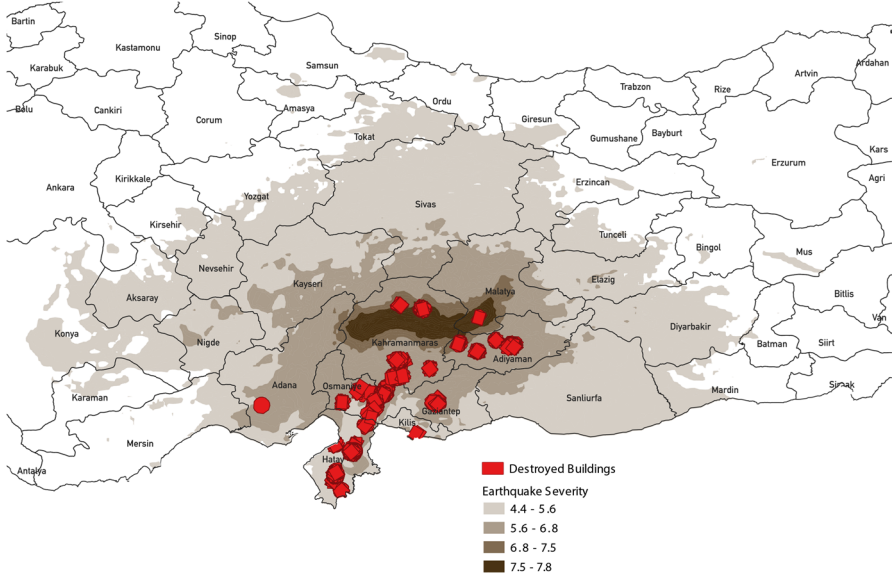 Bartin
Sinop
Kastamonu
Karabuk
Samsun
Ardahan
Artvin
Trabzon
Rize
Ordu
Bolu
Cankiri
Amasya
Corum
Giresun
Tokat
Gumushane
Bayburt
Kars
Erzurum
Agri
Kirikkale
Ankara
Erzincan
Yozgat
Sivas
Kirsehir
Tunceli
Bingol
Mus
Nevsehir
Elazig
Kayseri
Malatya
Aksaray
Bitlis
Van
Konya
Diyarbakir
Nigde
Kahramanmaras
Batman
Siirt
Adiyaman
Adana
Osmaniye
Mardin
Sirnak
Karaman
Sanliurfa
Gaziantep
Kilis
Mersin
Hatay
Antalya
Destroyed Buildings
Earthquake Severity
4.4 - 5.6
5.6 - 6.8
6.8 - 7.5
7.5 - 7.8